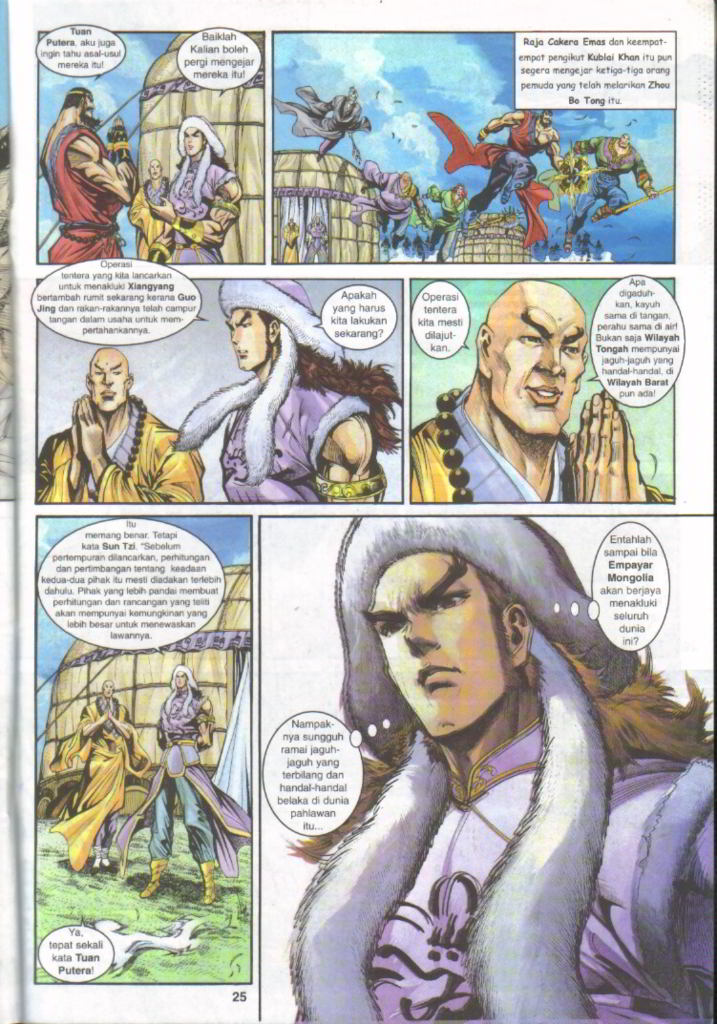 Tuan
Putera, aku juga
ingin tahu asal-usul
mereka itu!
Baiklah
Kalian boleh
pergi mengejar
mereka itu!
Raja Cakera Emas dan keempat-
empat pengikut Kublai Khan itu pun
segera mengejar ketiga-tiga orang
pemuda yang telah melarikan Zhou
Bo Tong itu.
Operasi
tentera yang kita lancarkan
untuk menakluki Xiangyang
bertambah rumit sekarang kerana Guo
Jing dan rakan-rakannya telah campur
tangan dalam usaha untuk mem-
pertahankannya.
Apakah
yang harus
kita lakukan
sekarang?
Operasi
tentera
kita mesti
dilajut-
kan.
Apa
digaduh-
kan, kayuh
sama di tangan,
perahu sama di air!
Bukan saja Wilayah
Tongah mempunyai
jaguh-jaguh yang
handal-handal, di
Wilayah Barat
pun ada!
Itu
memang benar. Tetapi
kata Sun Tzi, "Sebelum
pertempuran dilancarkan, perhitungan
dan pertimbangan tentang keadaan
kedua-dua pihak itu mesti diadakan terlebih
dahulu. Pihak yang lebih pandai membuat
perhitungan dan rancangan yang teliti
akan mempunyai kemungkinan yang
lebih besar untuk menewaskan
lawannya.
Ya,
tepat sekali
kata Tuan
Putera!
Entahlah
sampai bila
Empayar
Mongolia
akan berjaya
menakluki
seluruh
dunia
ini?
Nampak-
nya sungguh
ramai jaguh-
jaguh yang
terbilang dan
handal-handal
belaka di dunia
pahlawan
itu...
25